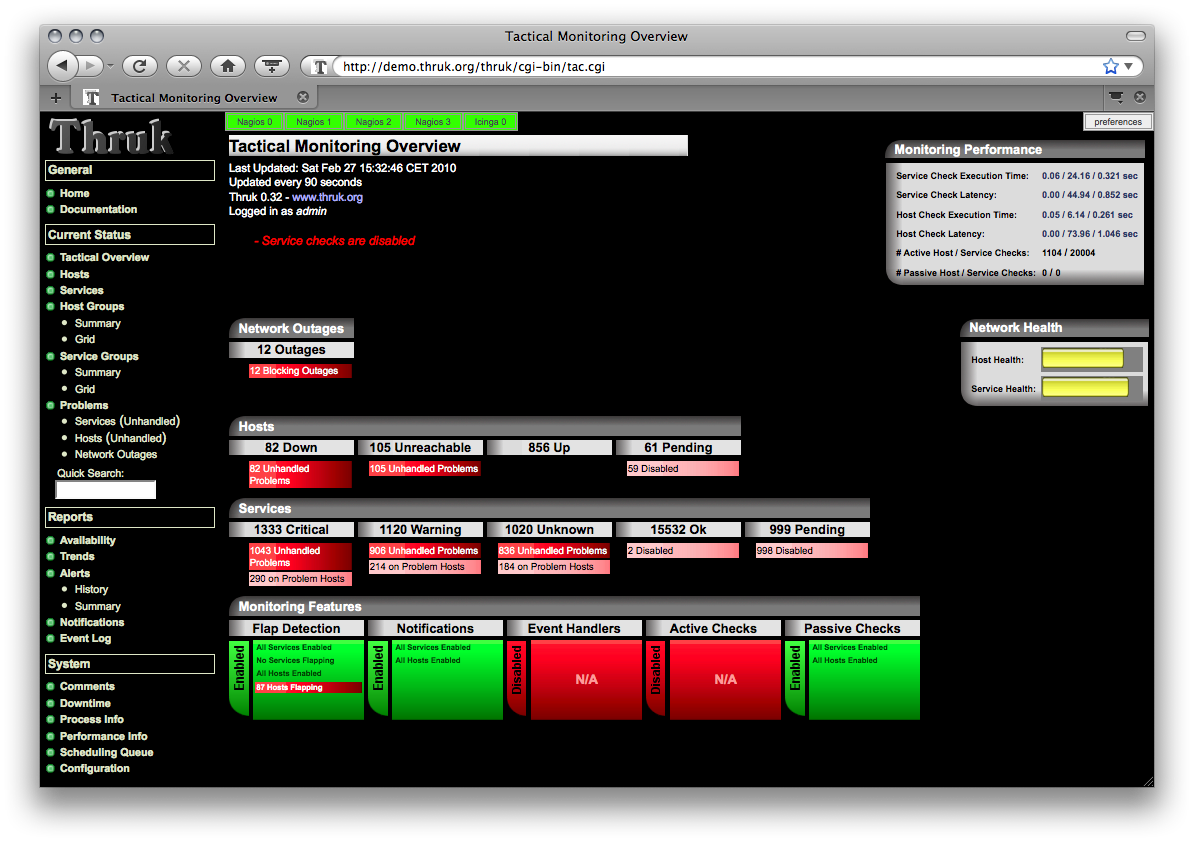 Tactical Monitoring Overview
http://demo.thruk.org/thruk/cgi-bin/tac.cgi
Tactical Monitoring Overview
Thruk
General
Home
Documentation
Current Status
Tactical Overview
Hosts
Services
Host Groups
Summary
Grid
Service Groups
Summary
Grid
Problems
Services (Unhandled)
Hosts (Unhandled)
Network Outages
Quick Search:
Reports
Availability
Trends
Alerts
History
Summary
Notifications
Event Log
System
Comments
Downtime
Process Info
Performance Info
Scheduling Queue
Configuration
Nagios 0 Nagios 1 Nagios 2 Nagios 3 Icinga 0
preferences
Tactical Monitoring Overview
Last Updated: Sat Feb 27 15:32:46 CET 2010
Updated every 90 seconds
Thruk 0.32 - www.thruk.org
Logged in as admin
- Service checks are disabled
Monitoring Performance
Service Check Execution Time: 0.06 / 24.16 / 0.321 sec
Service Check Latency: 0.00 / 44.94 / 0.852 sec
Host Check Execution Time: 0.05 / 6.14 / 0.261 sec
Host Check Latency: 0.00 / 73.96 / 1.046 sec
# Active Host / Service Checks: 1104 / 20004
# Passive Host / Service Checks: 0 / 0
Network Outages
12 Outages
12 Blocking Outages
Network Health
Host Health:
Service Health:
Hosts
82 Down 105 Unreachable 856 Up 61 Pending
82 Unhandled Problems 105 Unhandled Problems 59 Disabled
Services
1333 Critical 1120 Warning 1020 Unknown 15532 Ok 999 Pending
1043 Unhandled Problems 906 Unhandled Problems 836 Unhandled Problems 2 Disabled 998 Disabled
290 on Problem Hosts 214 on Problem Hosts 184 on Problem Hosts
Monitoring Features
Flap Detection Notifications Event Handlers Active Checks Passive Checks
Enabled All Services Enabled Enabled All Services Enabled Disabled N/A Disabled N/A Enabled All Services Enabled
No Services Flapping All Hosts Enabled All Hosts Enabled
All Hosts Enabled
87 Hosts Flapping